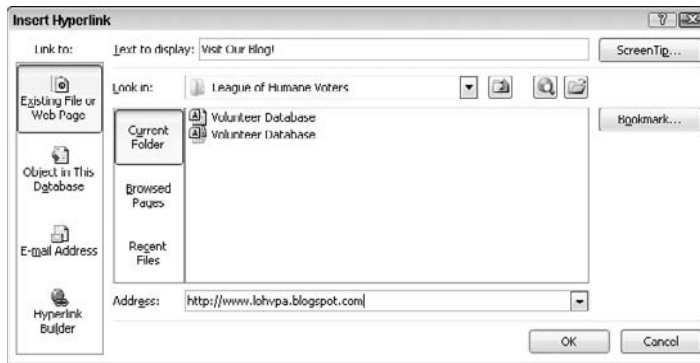 Insert Hyperlink
Link to:
Text to display: Visit Our Blog!
ScreenTip...
Existing File or
Web Page
Look in: League of Humane Voters
Current
Folder
Volunteer Database
Volunteer Database
Bookmark...
Object in This
Database
Browsed
Pages
E-mail Address
Recent
Files
Hyperlink
Builder
Address: http://www.lohvpa.blogspot.com
OK
Cancel